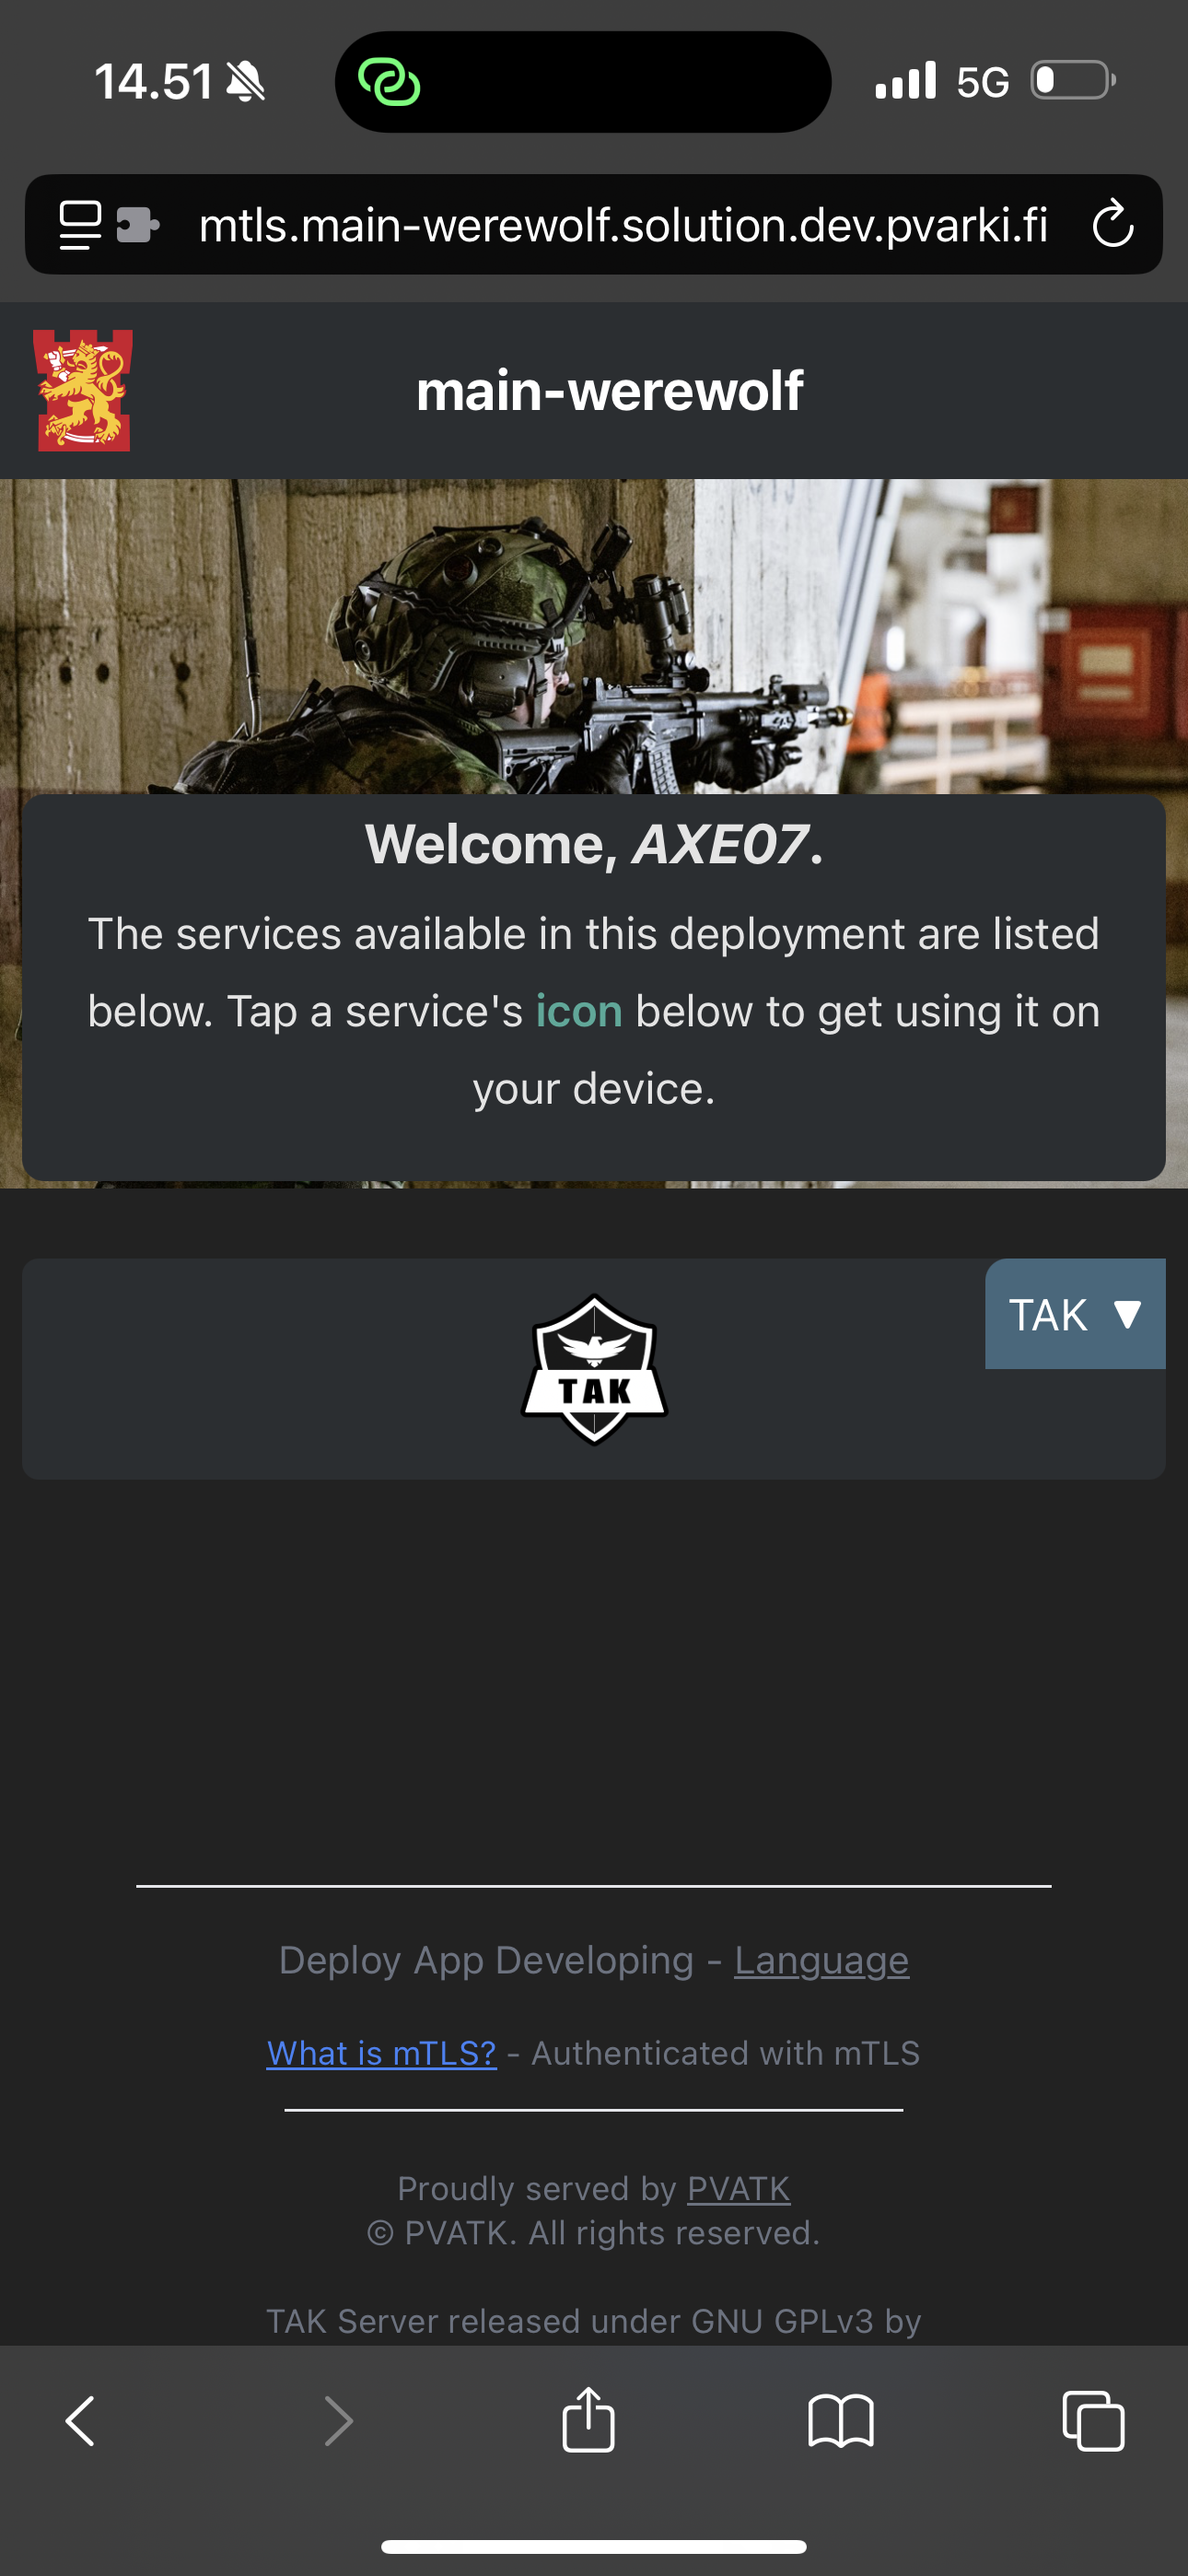 14.51
5G
mtls.main-werewolf.solution.dev.pvarki.fi
main-werewolf
Welcome, AXE07.
The services available in this deployment are listed
below. Tap a service's icon below to get using it on
your device.
TAK ▼
TAK
Deploy App Developing - Language
What is mTLS? - Authenticated with mTLS
Proudly served by PVATK
© PVATK. All rights reserved.
TAK Server released under GNU GPLv3 by